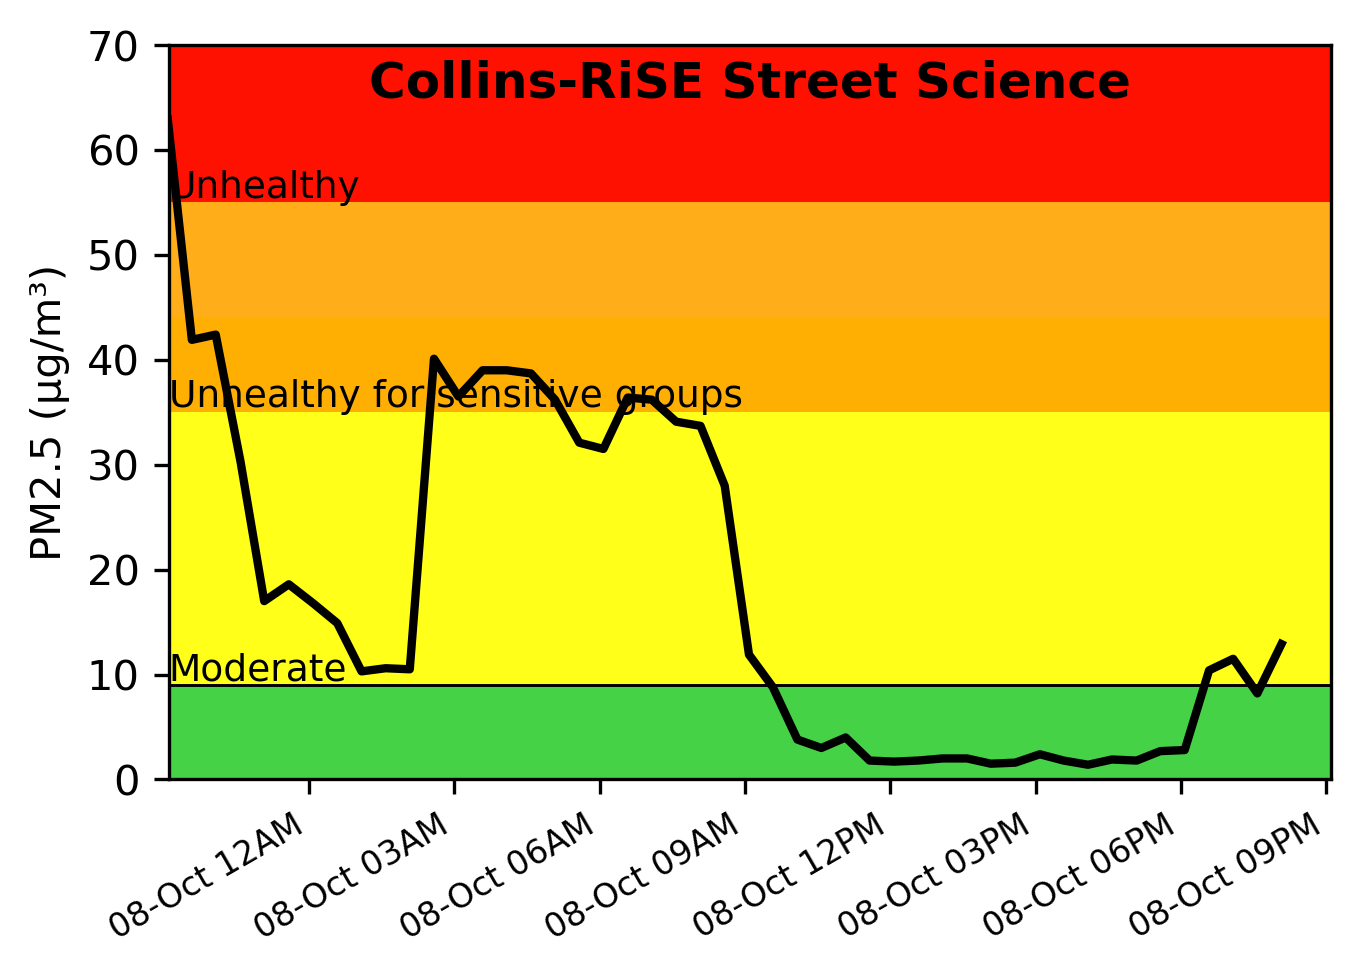 Collins-RiSE Street Science
70
60
50
40
30
20
10
0
PM2.5 (µg/m³)
Unhealthy
Unhealthy for sensitive groups
Moderate
08-Oct 12AM
08-Oct 03AM
08-Oct 06AM
08-Oct 09AM
08-Oct 12PM
08-Oct 03PM
08-Oct 06PM
08-Oct 09PM